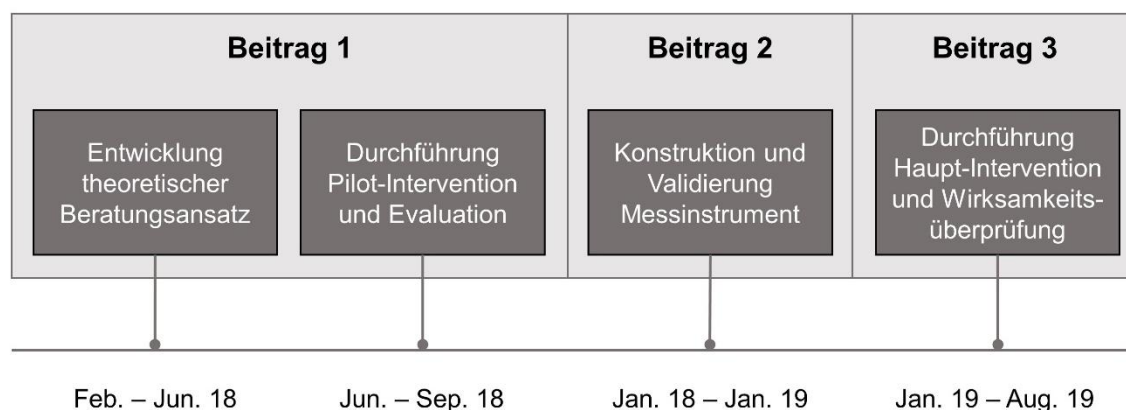 Beitrag 1
Entwicklung
theoretischer
Beratungsansatz
Durchführung
Pilot-Intervention
und Evaluation
Beitrag 2
Konstruktion und
Validierung
Messinstrument
Beitrag 3
Durchführung
Haupt-Intervention
und Wirksamkeits-
überprüfung
Feb. – Jun. 18
Jun. – Sep. 18
Jan. 18 – Jan. 19
Jan. 19 – Aug. 19